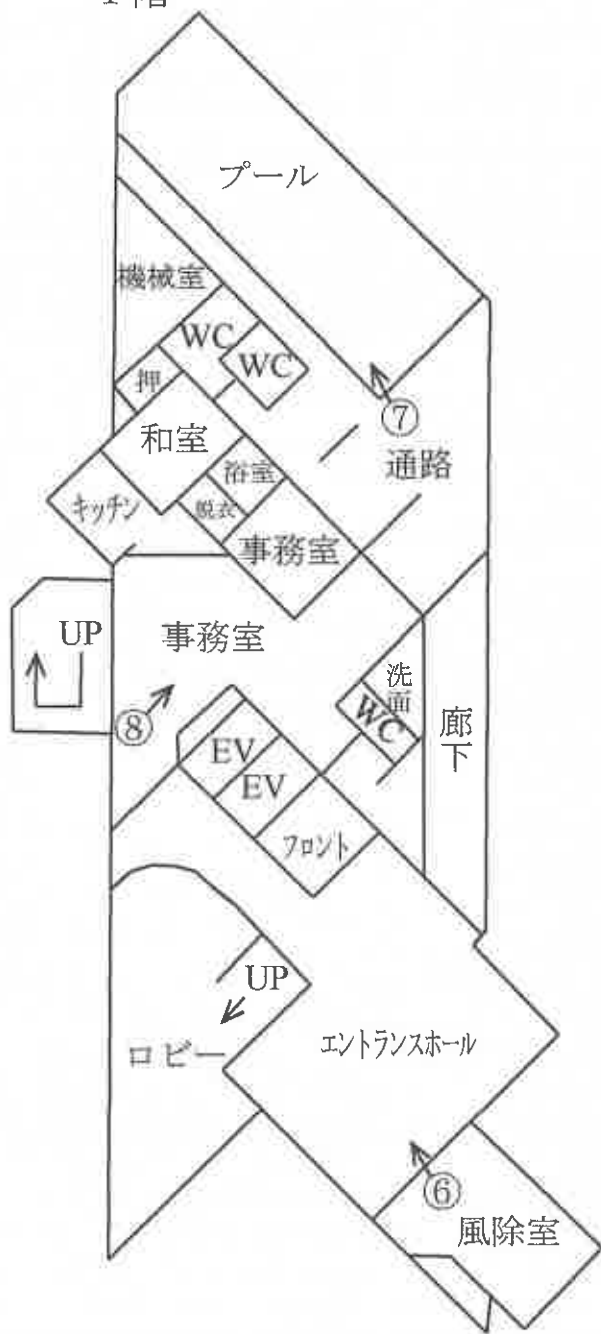 1階
プール
機械室
WC
WC
押
⑦
和室
浴室
通路
キッチン
脱衣
事務室
UP
事務室
洗面
WC
⑧
廊下
EV
EV
フロント
UP
エントランスホール
ロビー
⑥
風除室